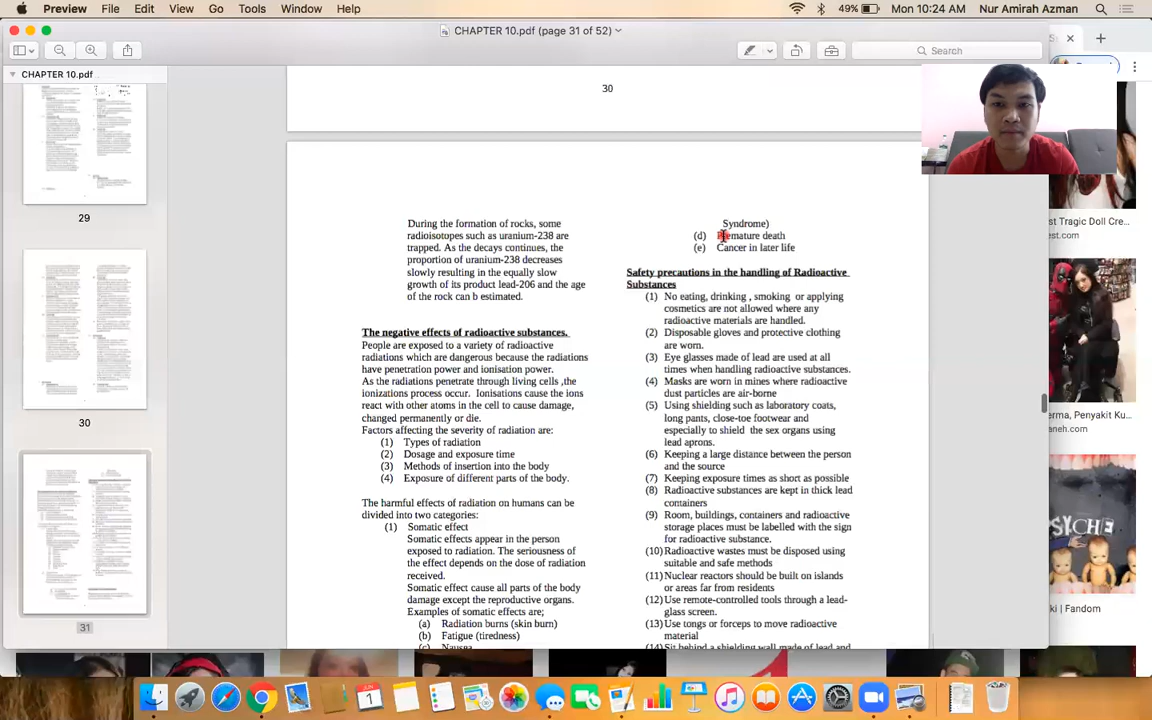 Preview File Edit View Go Tools Window Help
49% Mon 10:24 AM Nur Amirah Azman
CHAPTER 10.pdf (page 31 of 52)
Search
CHAPTER 10.pdf
29
30
31
30
During the formation of rocks, some
radioisotopes such as uranium-238 are
trapped. As the decays continues, the
proportion of uranium-238 decreases
slowly resulting in the equally slow
growth of its product lead-206 and the age
of the rock can b estimated.
The negative effects of radioactive substances.
People are exposed to a variety of radioactive
radiations which are dangerous because the radiations
have penetration power and ionisation power.
As the radiations penetrate through living cells ,the
ionizations process occur. Ionisations cause the ions
react with other atoms in the cell to cause damage,
changed permanently or die.
Factors affecting the severity of radiation are:
(1) Types of radiation
(2) Dosage and exposure time
(3) Methods of insertion into the body
(4) Exposure of different parts of the body.
The harmful effects of radiation on humans can be
divided into two categories:
(1) Somatic effect
Somatic effects appear in the person
exposed to radiation. The seriousness of
the effect depends on the dose of radiation
received.
Somatic effect cause all parts of the body
damage except the reproductive organs.
Examples of somatic effects are;
(a) Radiation burns (skin burn)
(b) Fatigue (tiredness)
(c) Nausea
Syndrome)
(d) Premature death
(e) Cancer in later life
Safety precautions in the handling of Radioactive
Substances
(1) No eating, drinking , smoking or applying
cosmetics are not allowed where any
radioactive materials are handled.
(2) Disposable gloves and protective clothing
are worn.
(3) Eye glasses made of lead are used at all
times when handling radioactive substances.
(4) Masks are worn in mines where radioactive
dust particles are air-borne
(5) Using shielding such as laboratory coats,
long pants, close-toe footwear and
especially to shield the sex organs using
lead aprons.
(6) Keeping a large distance between the person
and the source
(7) Keeping exposure times as short as possible
(8) Radioactive substances are kept in thick lead
containers
(9) Room, buildings, containers and radioactive
storage places must be labelled with the sign
for radioactive substance.
(10) Radioactive wastes must be disposed using
suitable and safe methods
(11) Nuclear reactors should be built on islands
or areas far from residents
(12) Use remote-controlled tools through a lead-
glass screen.
(13) Use tongs or forceps to move radioactive
material
(14) Sit behind a shielding wall made of lead and
st Tragic Doll Cre...
est.com
erma, Penyakit Ku...
aneh.com
PSYCHE
ki | Fandom
JUN
1